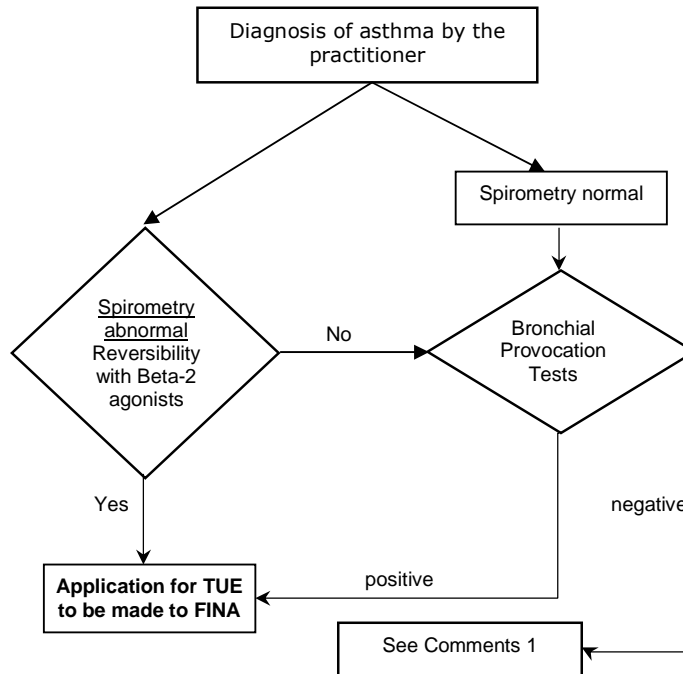 Diagnosis of asthma by the
practitioner
Spirometry normal
Spirometry
abnormal
Reversibility
with Beta-2
agonists
No
Bronchial
Provocation
Tests
Yes
negative
Application for TUE
to be made to FINA
positive
See Comments 1